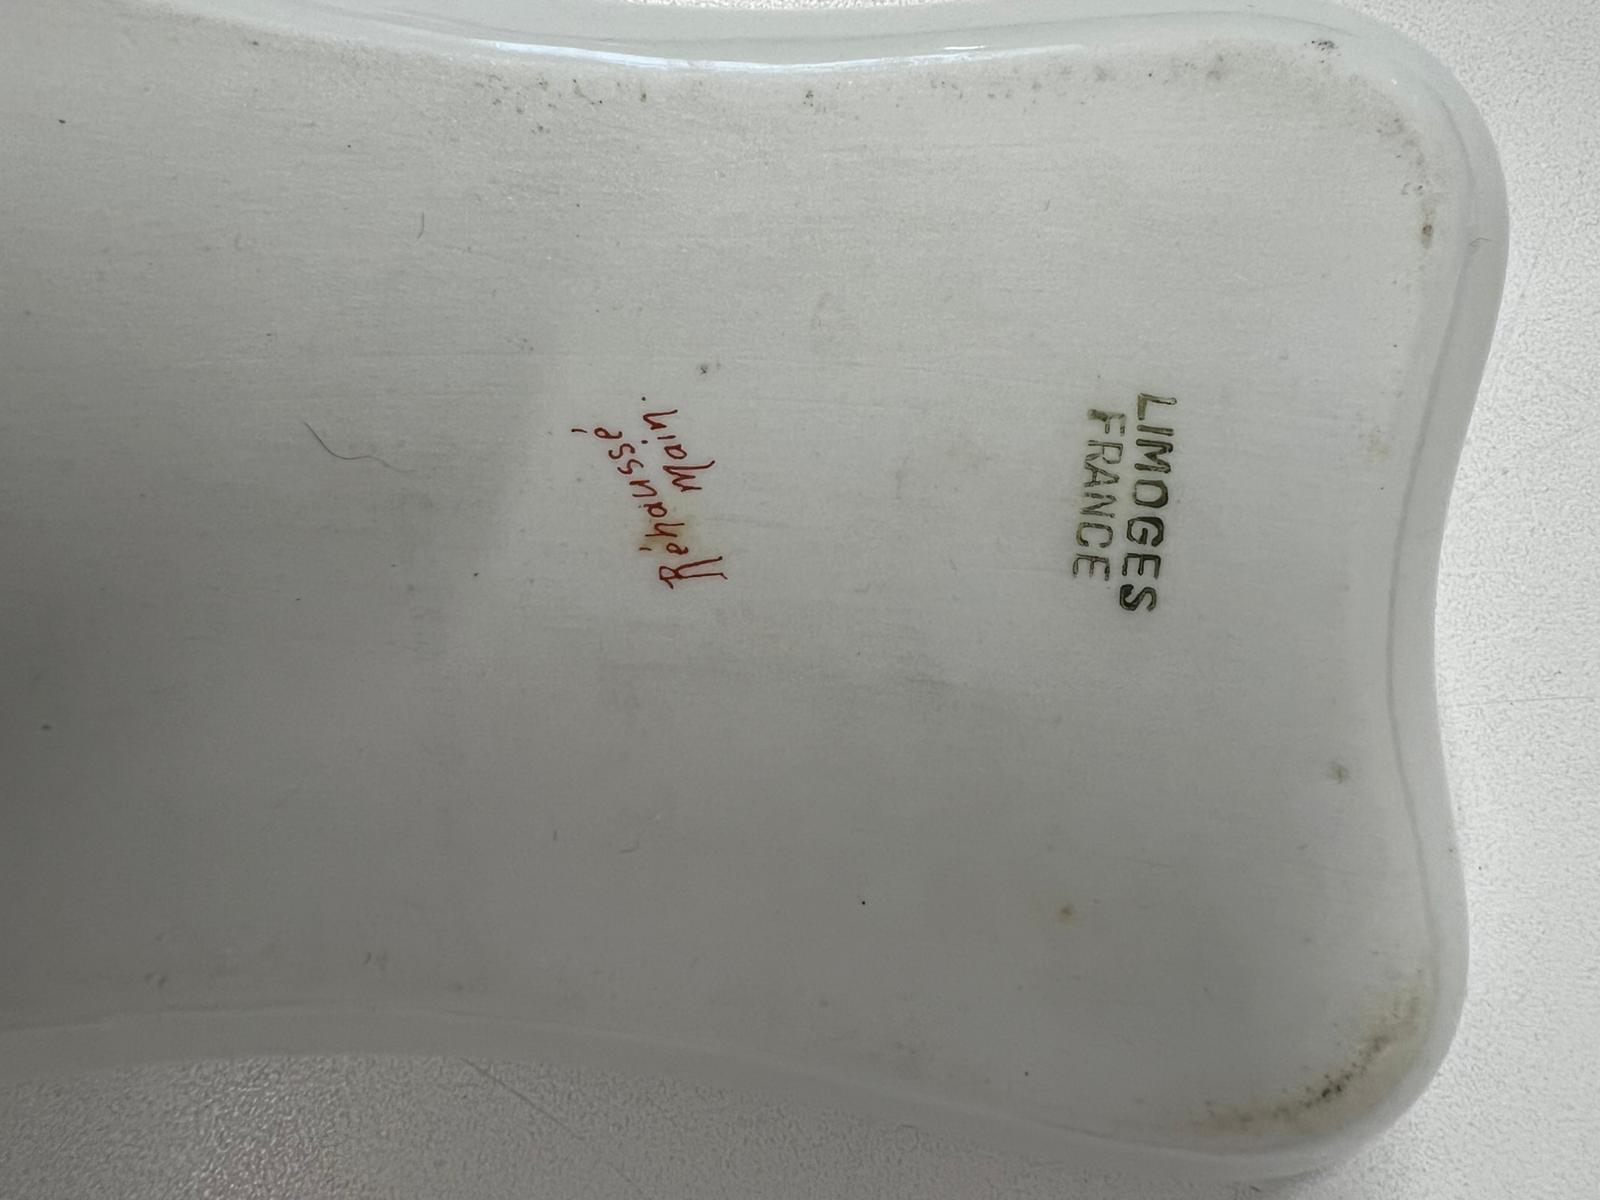 LIMOGES
FRANCE
Réhaussé
Main.